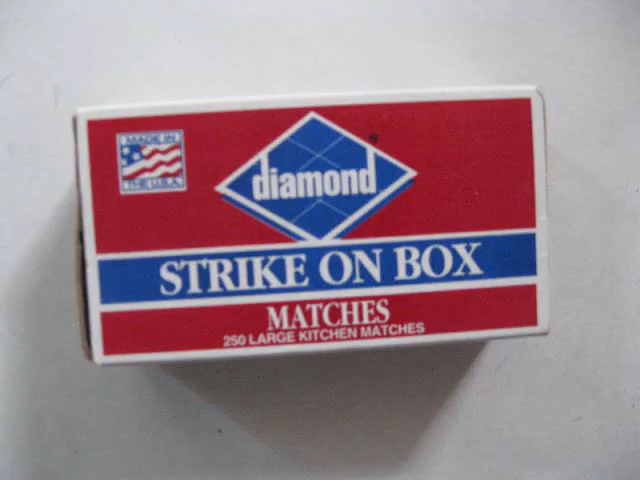 MADE IN
THE U.S.A.
diamond®
STRIKE ON BOX
MATCHES
250 LARGE KITCHEN MATCHES